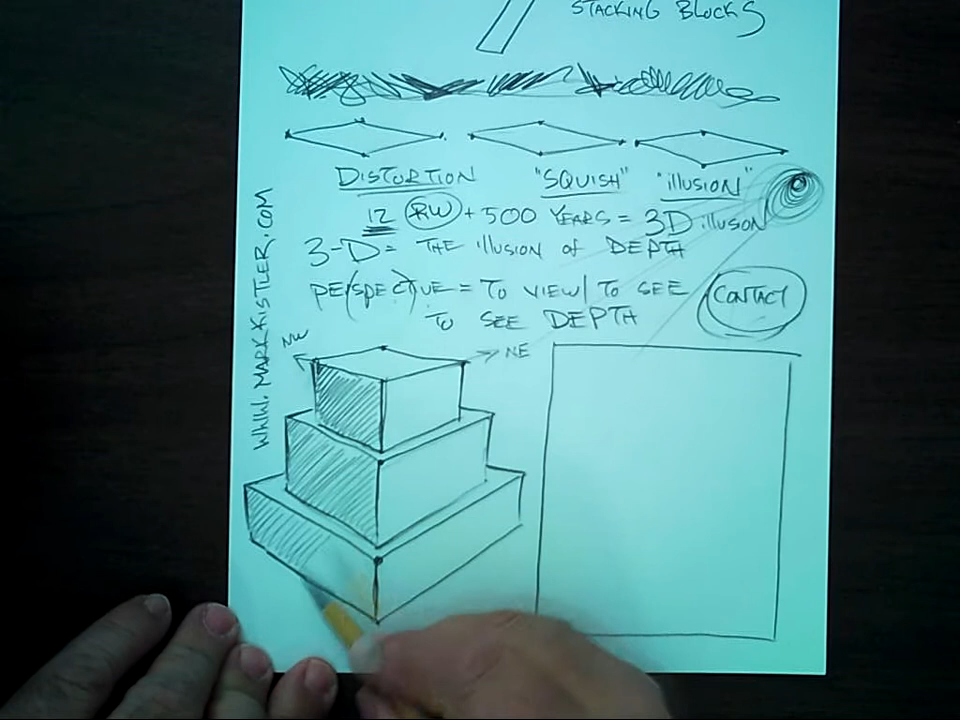 STACKING BLOCKS
DISTORTION "SQUISH" "illusion"
12 RW + 500 YEARS = 3D illuson
3-D = THE illusion of DEPTH
PERSPECTIVE = TO VIEW/TO SEE
TO SEE DEPTH
CONTACT
NW
NE
WWW.MARKKISTLER.COM